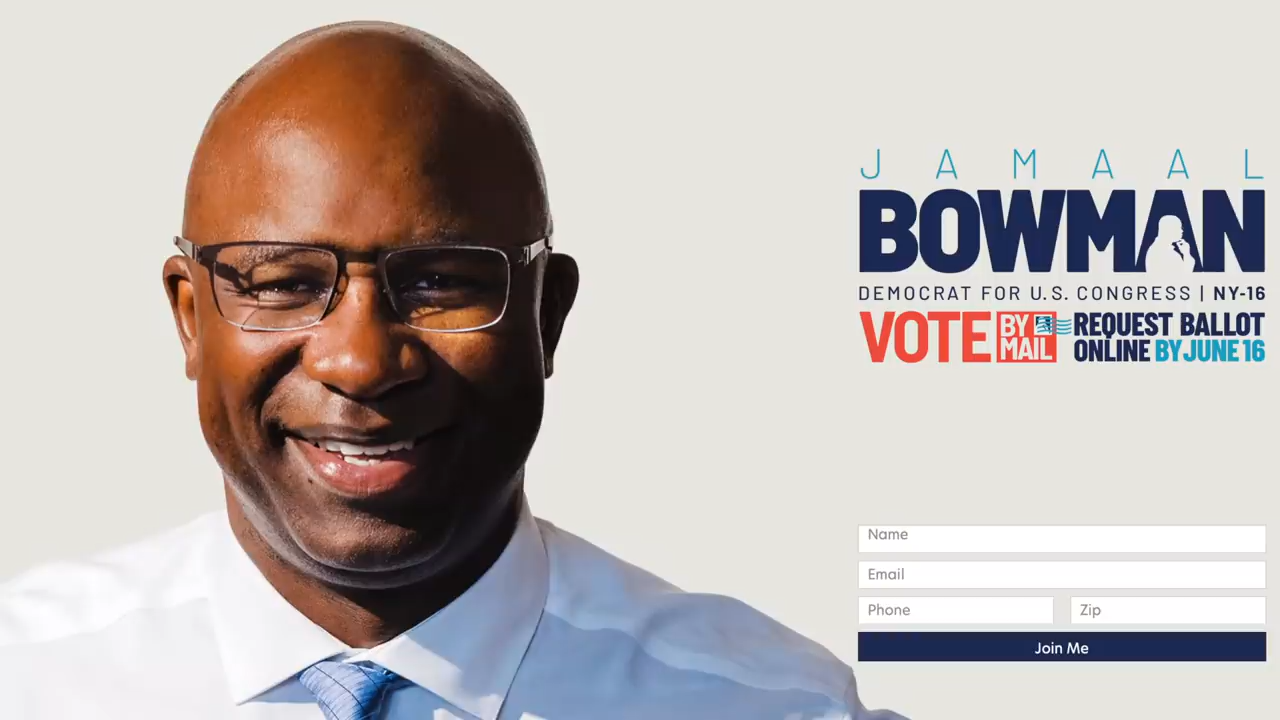 JAMAAL
BOWMAN
DEMOCRAT FOR U.S. CONGRESS | NY-16
VOTE BY MAIL REQUEST BALLOT ONLINE BY JUNE 16
Name
Email
Phone Zip
Join Me